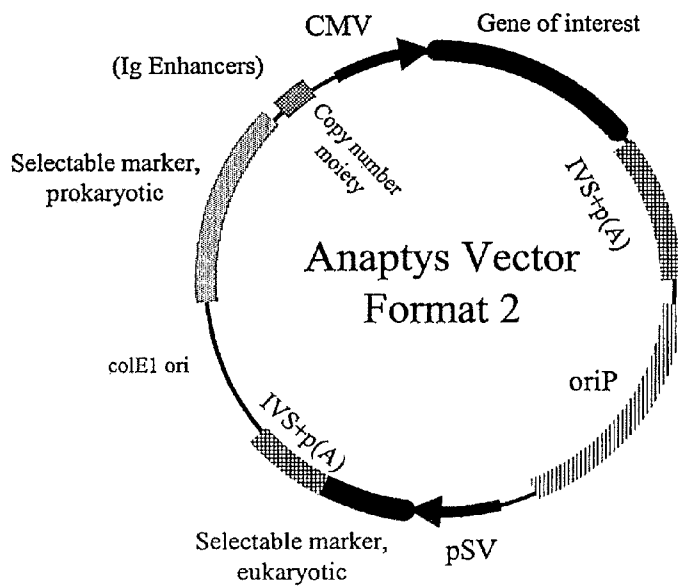 CMV
Gene of interest
(Ig Enhancers)
Copy number
moiety
Selectable marker,
prokaryotic
IVS+p(A)
Anaptys Vector
Format 2
colE1 ori
oriP
IVS+p(A)
Selectable marker,
eukaryotic
pSV